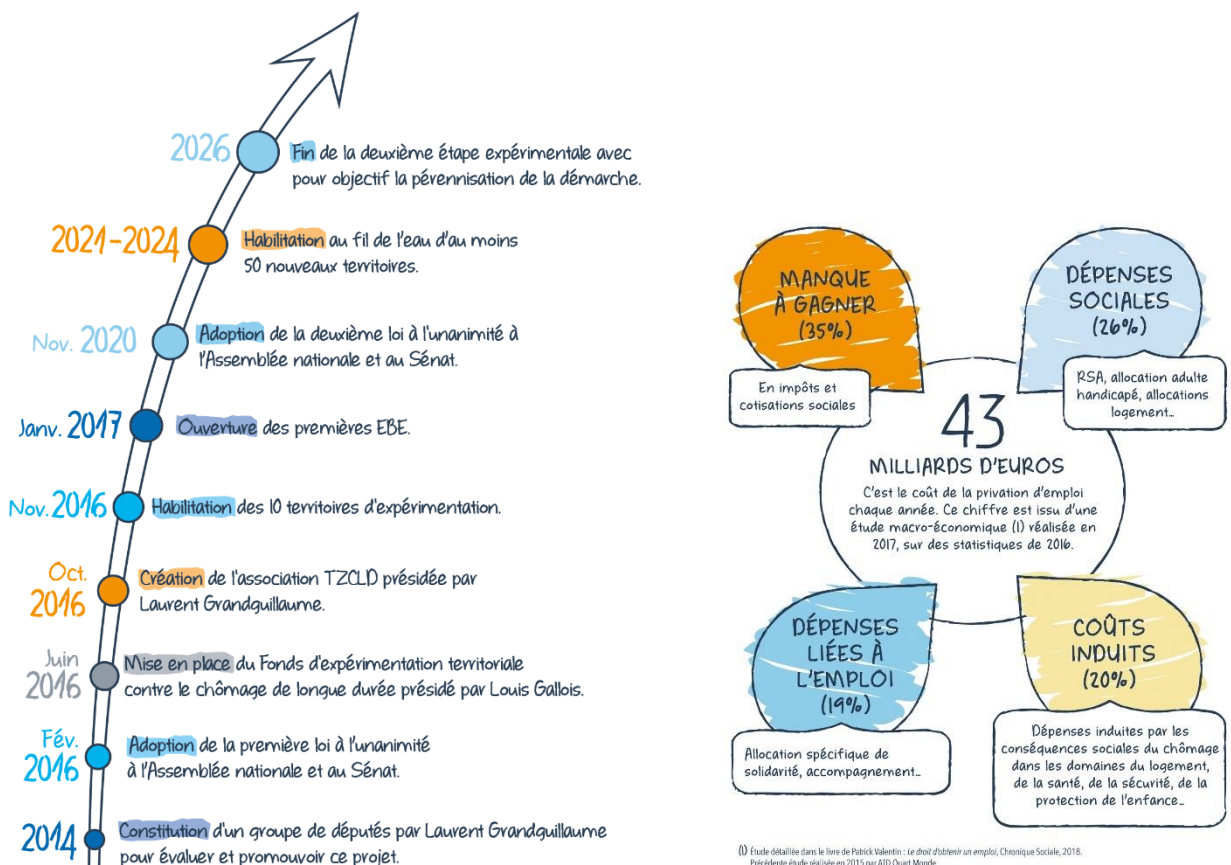 2026
Fin de la deuxième étape expérimentale avec
pour objectif la pérennisation de la démarche.
2021-2024
Habilitation au fil de l'eau d'au moins
50 nouveaux territoires.
Nov. 2020
Adoption de la deuxième loi à l'unanimité à
l'Assemblée nationale et au Sénat.
Janv. 2017
Ouverture des premières EBE.
Nov. 2016
Habilitation des 10 territoires d'expérimentation.
Oct.
2016
Création de l'association TZCLD présidée par
Laurent Grandguillaume.
Juin
2016
Mise en place du Fonds d'expérimentation territoriale
contre le chômage de longue durée présidé par Louis Gallois.
Fév.
2016
Adoption de la première loi à l'unanimité
à l'Assemblée nationale et au Sénat.
2014
Constitution d'un groupe de députés par Laurent Grandguillaume
pour évaluer et promouvoir ce projet.
MANQUE
À GAGNER
(35%)
En impôts et
cotisations sociales
DÉPENSES
SOCIALES
(26%)
RSA, allocation adulte
handicapé, allocations
logement...
43
MILLIARDS D'EUROS
C'est le coût de la privation d'emploi
chaque année. Ce chiffre est issu d'une
étude macro-économique (1) réalisée en
2017, sur des statistiques de 2016.
DÉPENSES
LIÉES À
L'EMPLOI
(19%)
Allocation spécifique de
solidarité, accompagnement...
COÛTS
INDUITS
(20%)
Dépenses induites par les
conséquences sociales du chômage
dans les domaines du logement,
de la santé, de la sécurité, de la
protection de l'enfance...
(1) Étude détaillée dans le livre de Patrick Valentin : Le droit d'obtenir un emploi, Chronique Sociale, 2018.
Précédente étude réalisée en 2015 par ATD Quart Monde.